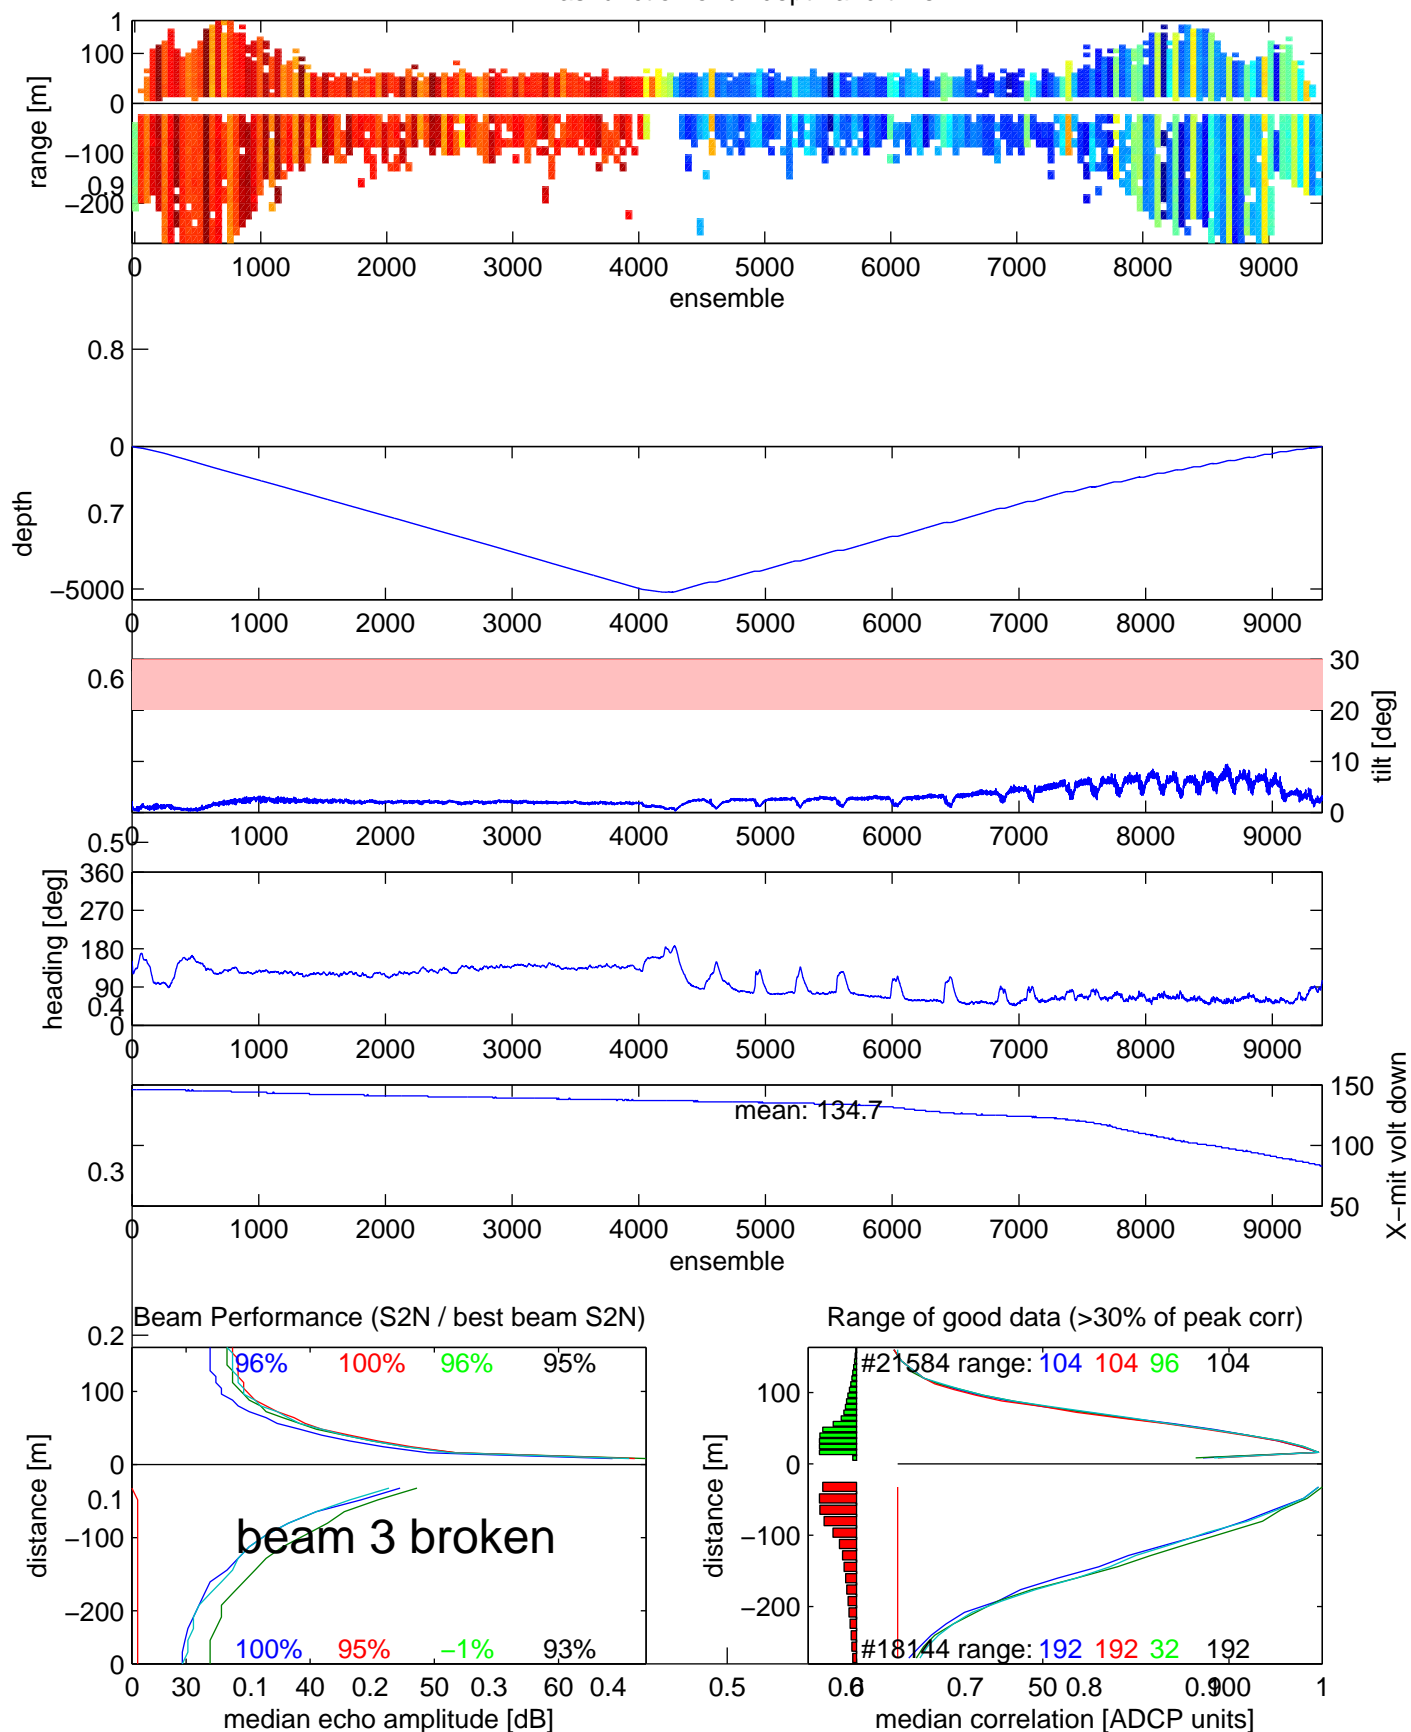 1
100
0
−100
0.9
−200
range [m]
0 1000 2000 3000 4000 5000 6000 7000 8000 9000
ensemble
0.8
0
0.7
−5000
depth
0 1000 2000 3000 4000 5000 6000 7000 8000 9000
0.6
30
20
10
0
tilt [deg]
0 1000 2000 3000 4000 5000 6000 7000 8000 9000
0.5
360
270
180
90
0.4
0
heading [deg]
0 1000 2000 3000 4000 5000 6000 7000 8000 9000
mean: 134.7
150
100
50
0.3
X−mit volt down
0 1000 2000 3000 4000 5000 6000 7000 8000 9000
ensemble
Beam Performance (S2N / best beam S2N)
0.2
96% 100% 96% 95%
100
0
0.1
−100
−200
0
distance [m]
beam 3 broken
100% 95% −1% 93%
0 30 0.1 40 0.2 50 0.3 60 0.4 0.5
median echo amplitude [dB]
Range of good data (>30% of peak corr)
#21584 range: 104 104 96 104
100
0
−100
−200
distance [m]
#18144 range: 192 192 32 192
0.6 0.7 50 0.8 0.9 100 1
median correlation [ADCP units]